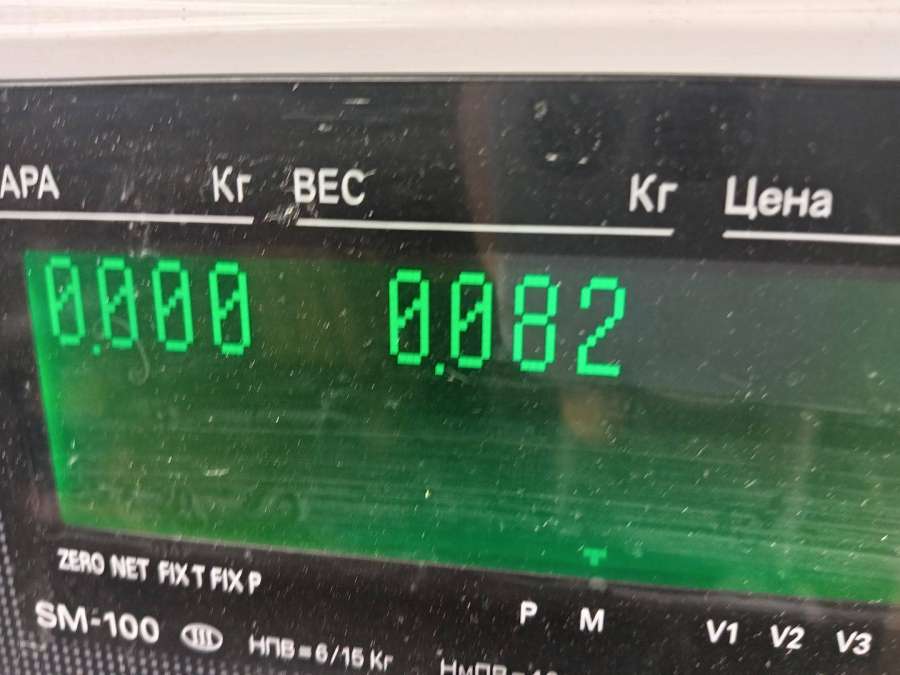 АРА Кг ВЕС Кг Цена
0.000 0.082
ZERO NET FIX T FIX P
P M V1 V2 V3
SM-100 НПВ=6/15 Кг